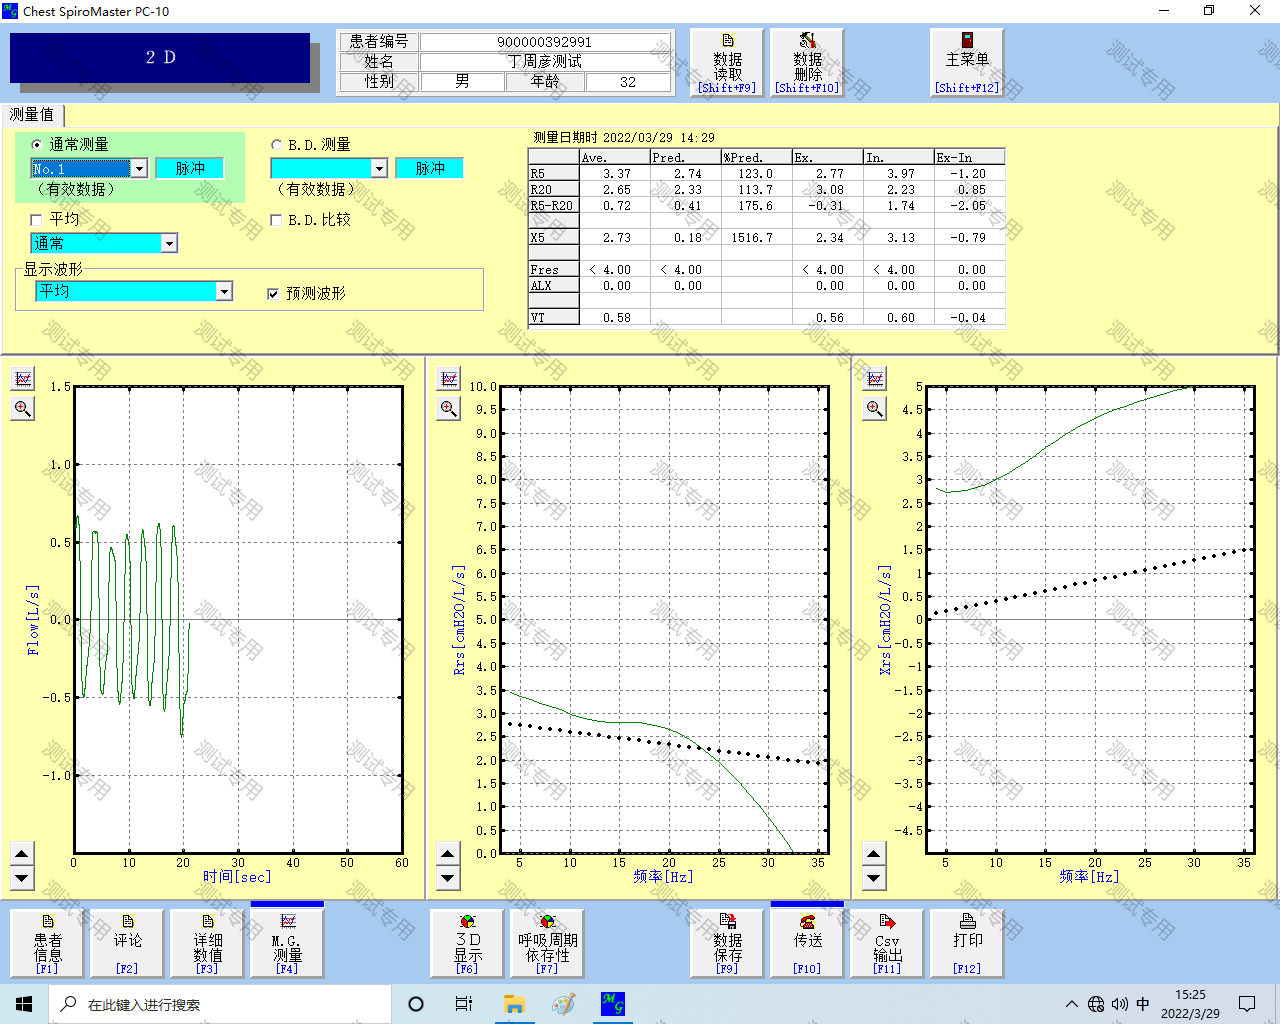 Chest SpiroMaster PC-10
2 D
患者编号 900000392991
姓名 丁周彦测试
性别 男 年龄 32
数据读取 [Shift+F9]
数据删除 [Shift+F10]
主菜单 [Shift+F12]
测量值
通常测量
No.1 脉冲
(有效数据)
平均
通常
B.D.测量
脉冲
(有效数据)
B.D.比较
显示波形
平均
预测波形
测量日期时 2022/03/29 14:29
Ave. Pred. %Pred. Ex. In. Ex-In
R5 3.37 2.74 123.0 2.77 3.97 -1.20
R20 2.65 2.33 113.7 3.08 2.23 0.85
R5-R20 0.72 0.41 175.6 -0.31 1.74 -2.05
X5 2.73 0.18 1516.7 2.34 3.13 -0.79
Fres < 4.00 < 4.00 < 4.00 < 4.00 0.00
ALX 0.00 0.00 0.00 0.00 0.00
VT 0.58 0.56 0.60 -0.04
1.5
1.0
0.5
0.0
-0.5
-1.0
Flow[L/s]
0 10 20 30 40 50 60
时间[sec]
10.0
9.5
9.0
8.5
8.0
7.5
7.0
6.5
6.0
5.5
5.0
4.5
4.0
3.5
3.0
2.5
2.0
1.5
1.0
0.5
0.0
Rrs[cmH2O/L/s]
5 10 15 20 25 30 35
频率[Hz]
5
4.5
4
3.5
3
2.5
2
1.5
1
0.5
0
-0.5
-1
-1.5
-2
-2.5
-3
-3.5
-4
-4.5
Xrs[cmH2O/L/s]
5 10 15 20 25 30 35
频率[Hz]
患者信息 [F1]
评论 [F2]
详细数值 [F3]
M.G.测量 [F4]
3D显示 [F6]
呼吸周期依存性 [F7]
数据保存 [F9]
传送 [F10]
Csv输出 [F11]
打印 [F12]
在此键入进行搜索
中
15:25
2022/3/29
测试专用